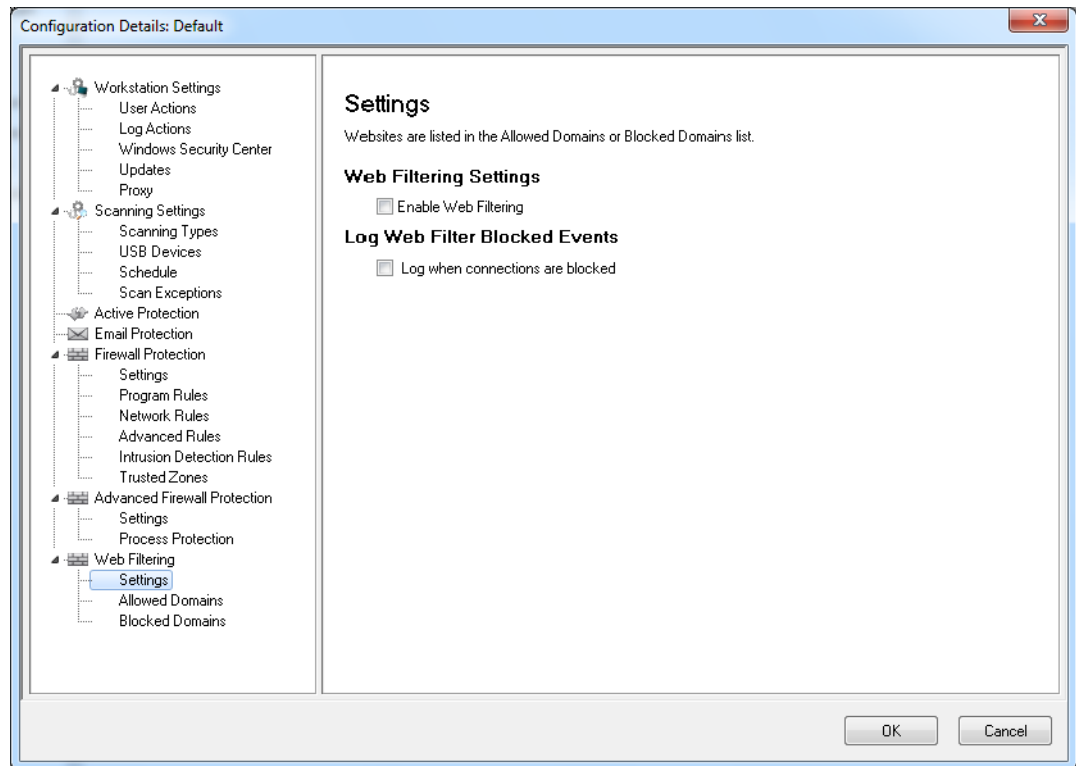 Configuration Details: Default
Workstation Settings
User Actions
Log Actions
Windows Security Center
Updates
Proxy
Scanning Settings
Scanning Types
USB Devices
Schedule
Scan Exceptions
Active Protection
Email Protection
Firewall Protection
Settings
Program Rules
Network Rules
Advanced Rules
Intrusion Detection Rules
Trusted Zones
Advanced Firewall Protection
Settings
Process Protection
Web Filtering
Settings
Allowed Domains
Blocked Domains
Settings
Websites are listed in the Allowed Domains or Blocked Domains list.
Web Filtering Settings
Enable Web Filtering
Log Web Filter Blocked Events
Log when connections are blocked
OK
Cancel